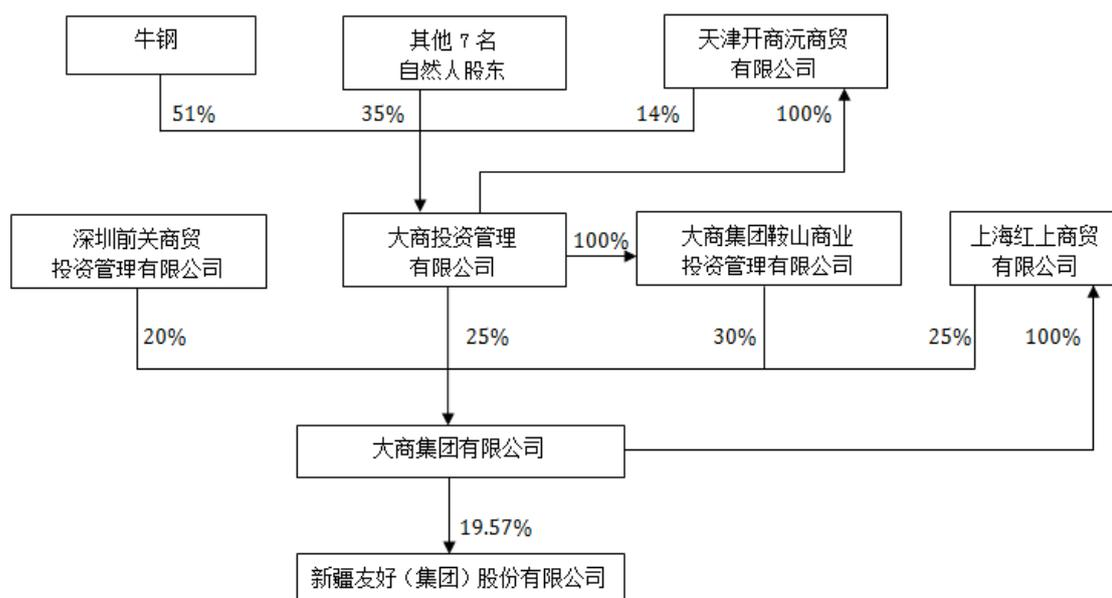 牛钢
其他 7 名
自然人股东
天津开商沅商贸
有限公司
51%
35%
14%
100%
深圳前关商贸
投资管理有限公司
大商投资管理
有限公司
100%
大商集团鞍山商业
投资管理有限公司
上海红上商贸
有限公司
20%
25%
30%
25%
100%
大商集团有限公司
19.57%
新疆友好（集团）股份有限公司